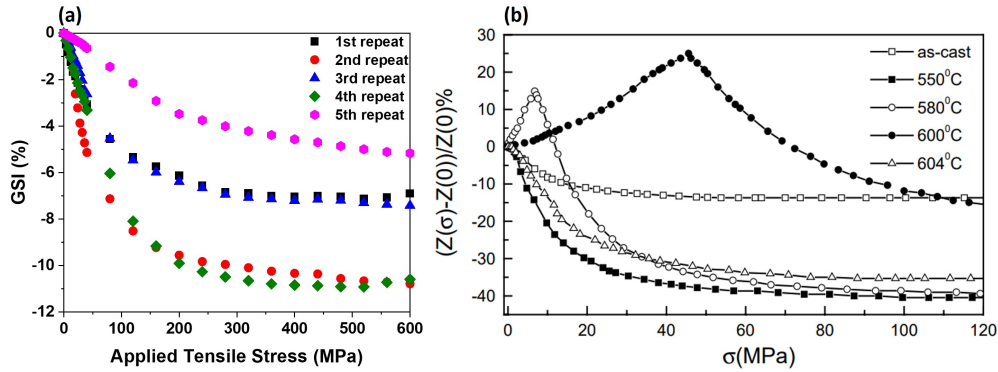 (a)
0
-2
-4
-6
-8
-10
-12
GSI (%)
0 100 200 300 400 500 600
Applied Tensile Stress (MPa)
1st repeat
2nd repeat
3rd repeat
4th repeat
5th repeat
(b)
30
20
10
0
-10
-20
-30
-40
(Z(σ)-Z(0))/Z(0)%
0 20 40 60 80 100 120
σ(MPa)
as-cast
550⁰C
580⁰C
600⁰C
604⁰C